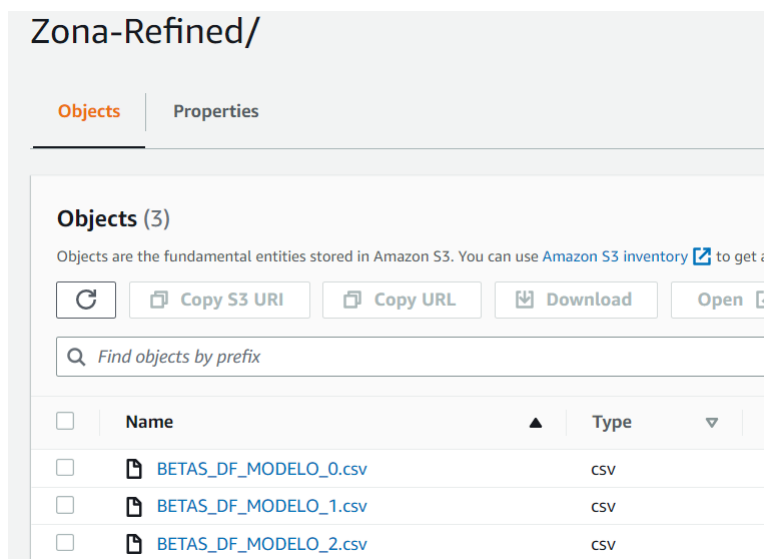 Zona-Refined/
Objects Properties
Objects (3)
Objects are the fundamental entities stored in Amazon S3. You can use Amazon S3 inventory to get a
Copy S3 URI Copy URL Download Open
Find objects by prefix
Name Type
BETAS_DF_MODELO_0.csv csv
BETAS_DF_MODELO_1.csv csv
BETAS_DF_MODELO_2.csv csv